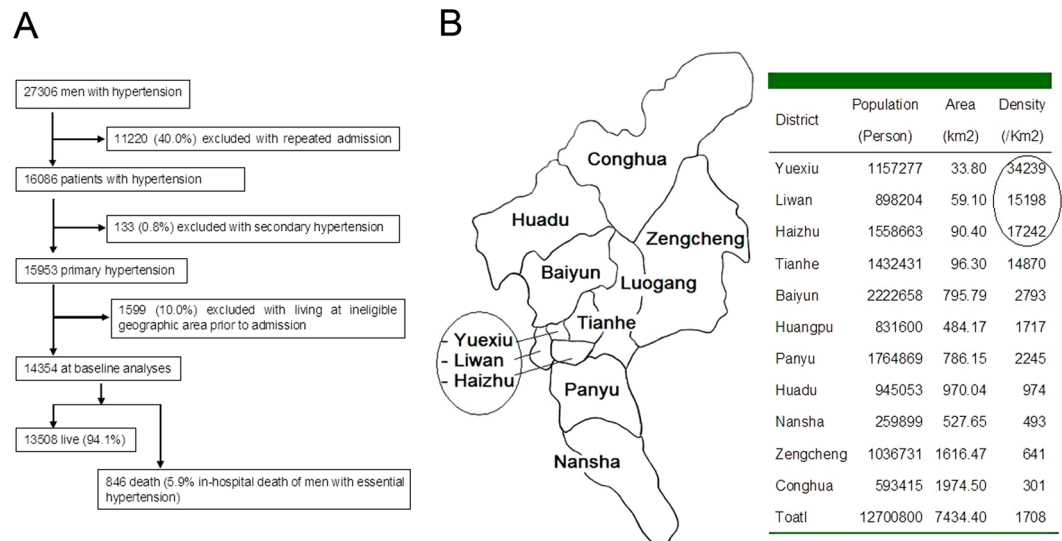 A
27306 men with hypertension
11220 (40.0%) excluded with repeated admission
16086 patients with hypertension
133 (0.8%) excluded with secondary hypertension
15953 primary hypertension
1599 (10.0%) excluded with living at ineligible
geographic area prior to admission
14354 at baseline analyses
13508 live (94.1%)
846 death (5.9% in-hospital death of men with essential
hypertension)
B
Conghua
Huadu
Zengcheng
Baiyun
Luogang
Tianhe
- Yuexiu
- Liwan
- Haizhu
Panyu
Nansha
District Population (Person) Area (km2) Density (/Km2)
Yuexiu 1157277 33.80 34239
Liwan 898204 59.10 15198
Haizhu 1558663 90.40 17242
Tianhe 1432431 96.30 14870
Baiyun 2222658 795.79 2793
Huangpu 831600 484.17 1717
Panyu 1764869 786.15 2245
Huadu 945053 970.04 974
Nansha 259899 527.65 493
Zengcheng 1036731 1616.47 641
Conghua 593415 1974.50 301
Toatl 12700800 7434.40 1708